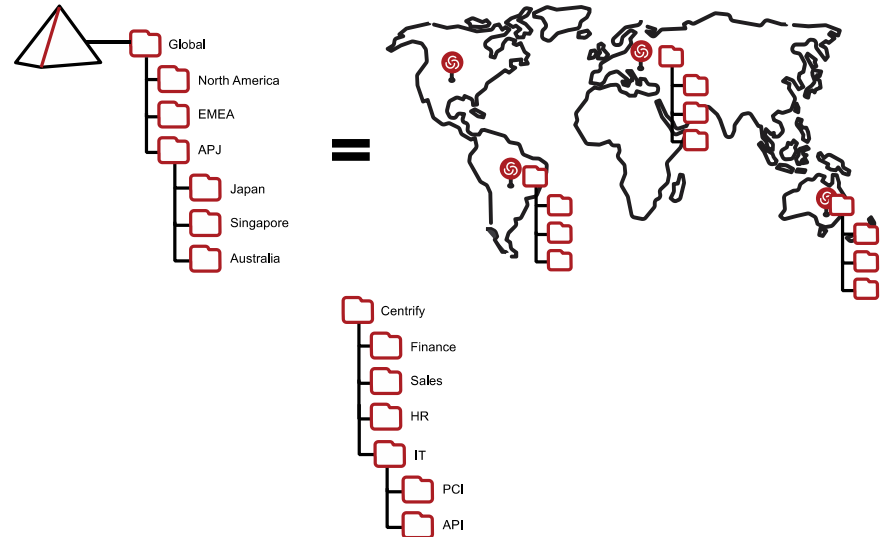 Global
North America
EMEA
APJ
Japan
Singapore
Australia
Centrify
Finance
Sales
HR
IT
PCI
API